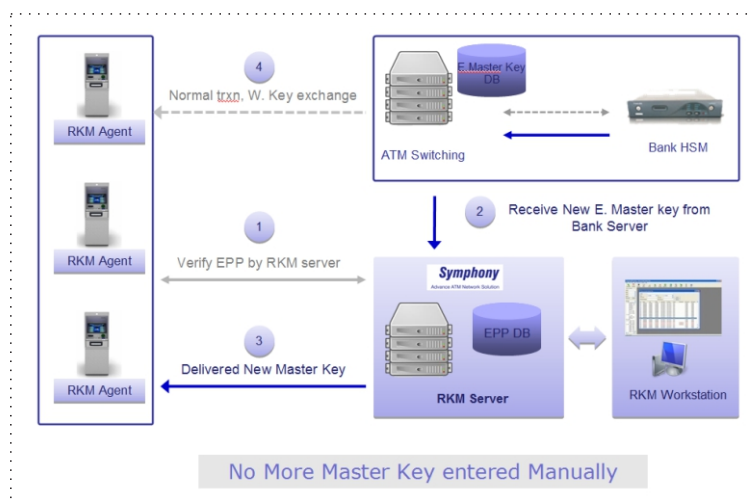 4
E.Master Key
DB
Normal trxn, W. Key exchange
RKM Agent
ATM Switching
Bank HSM
RKM Agent
1
2
Receive New E. Master key from
Bank Server
Verify EPP by RKM server
Symphony
Advance ATM Network Solution
EPP DB
3
Delivered New Master Key
RKM Agent
RKM Server
RKM Workstation
No More Master Key entered Manually